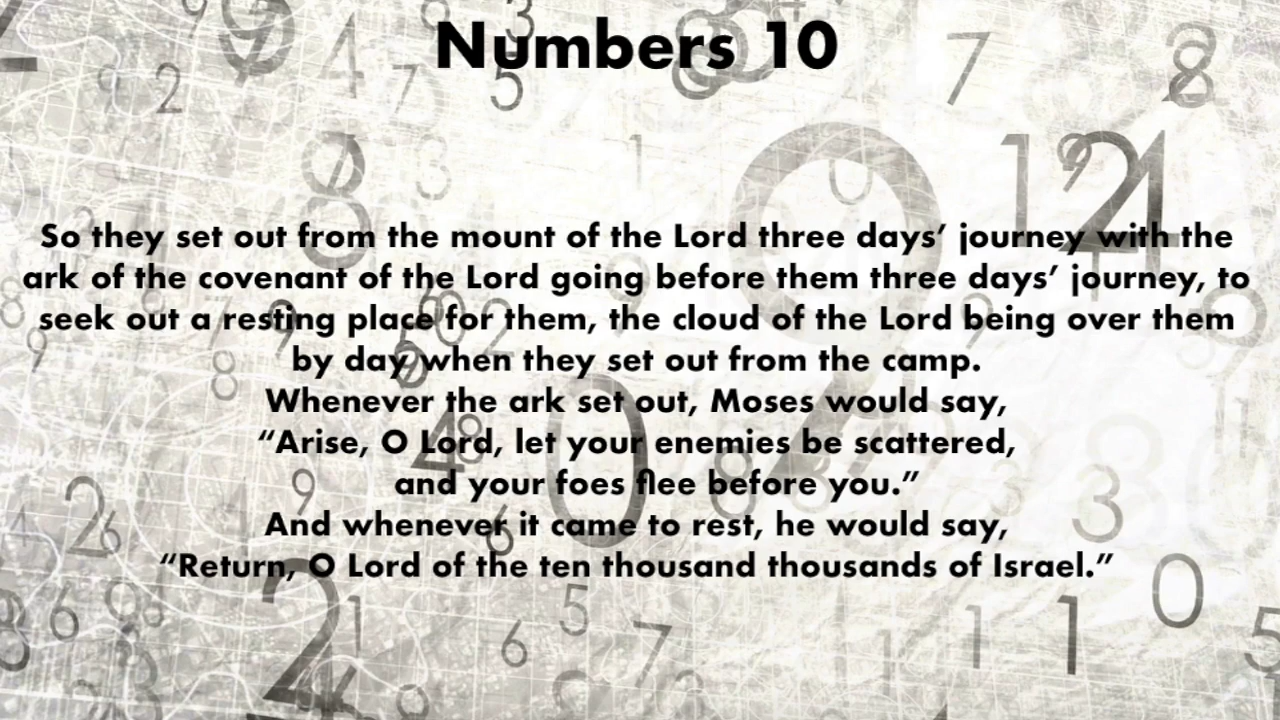 Numbers 10
So they set out from the mount of the Lord three days’ journey with the
ark of the covenant of the Lord going before them three days’ journey, to
seek out a resting place for them, the cloud of the Lord being over them
by day, when they set out from the camp.
Whenever the ark set out, Moses would say,
“Arise, O Lord, let your enemies be scattered,
and your foes flee before you.”
And whenever it came to rest, he would say,
“Return, O Lord of the ten thousand thousands of Israel.”